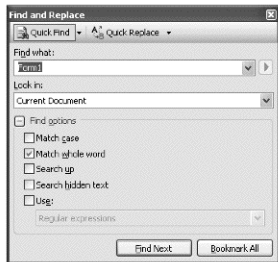 Find and Replace
Quick Find Quick Replace
Find what:
Form1
Look in:
Current Document
Find options
Match case
Match whole word
Search up
Search hidden text
Use:
Regular expressions
Find Next Bookmark All